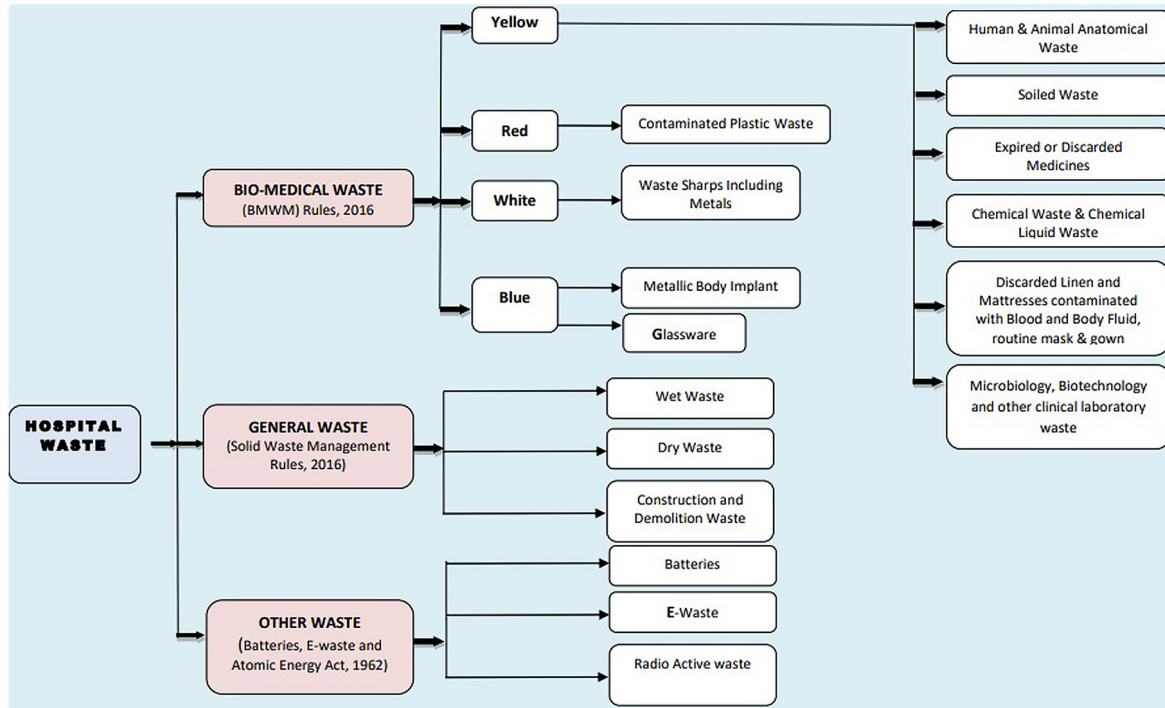 HOSPITAL
WASTE
BIO-MEDICAL WASTE
(BMWM) Rules, 2016
Yellow
Human & Animal Anatomical
Waste
Soiled Waste
Expired or Discarded
Medicines
Chemical Waste & Chemical
Liquid Waste
Discarded Linen and
Mattresses contaminated
with Blood and Body Fluid,
routine mask & gown
Microbiology, Biotechnology
and other clinical laboratory
waste
Red
Contaminated Plastic Waste
White
Waste Sharps Including
Metals
Blue
Metallic Body Implant
Glassware
GENERAL WASTE
(Solid Waste Management
Rules, 2016)
Wet Waste
Dry Waste
Construction and
Demolition Waste
OTHER WASTE
(Batteries, E-waste and
Atomic Energy Act, 1962)
Batteries
E-Waste
Radio Active waste